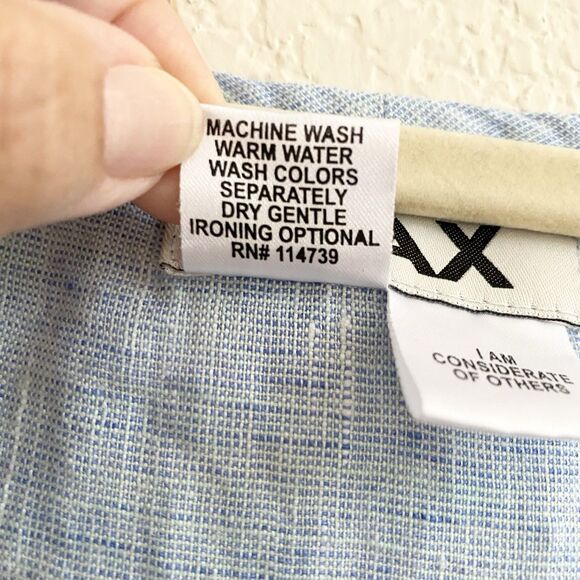 MACHINE WASH
WARM WATER
WASH COLORS
SEPARATELY
DRY GENTLE
IRONING OPTIONAL
RN# 114739
AX
I AM
CONSIDERATE
OF OTHERS